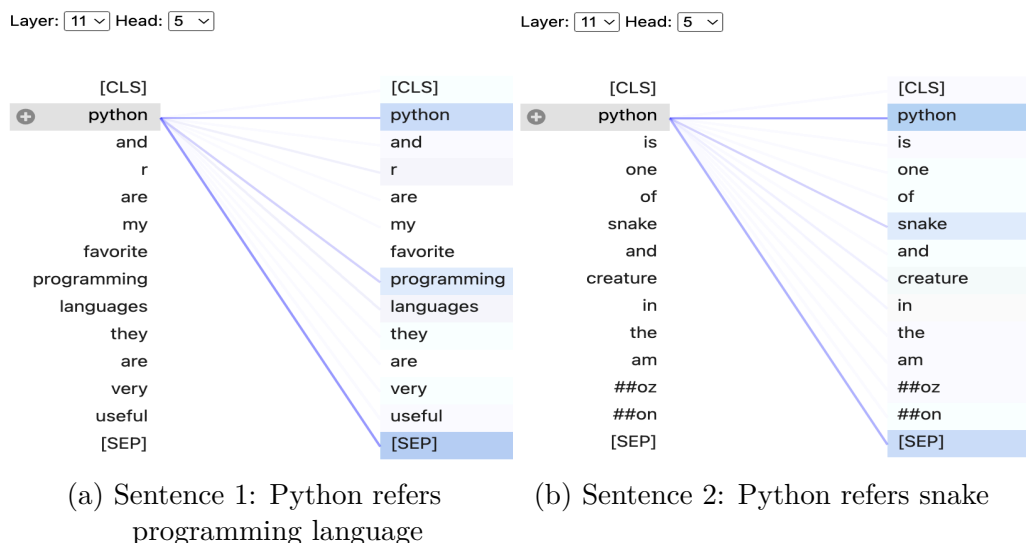 Layer: 11 Head: 5
[CLS] [CLS]
python python
and and
r r
are are
my my
favorite favorite
programming programming
languages languages
they they
are are
very very
useful useful
[SEP] [SEP]
(a) Sentence 1: Python refers
programming language
Layer: 11 Head: 5
[CLS] [CLS]
python python
is is
one one
of of
snake snake
and and
creature creature
in in
the the
am am
##oz ##oz
##on ##on
[SEP] [SEP]
(b) Sentence 2: Python refers snake